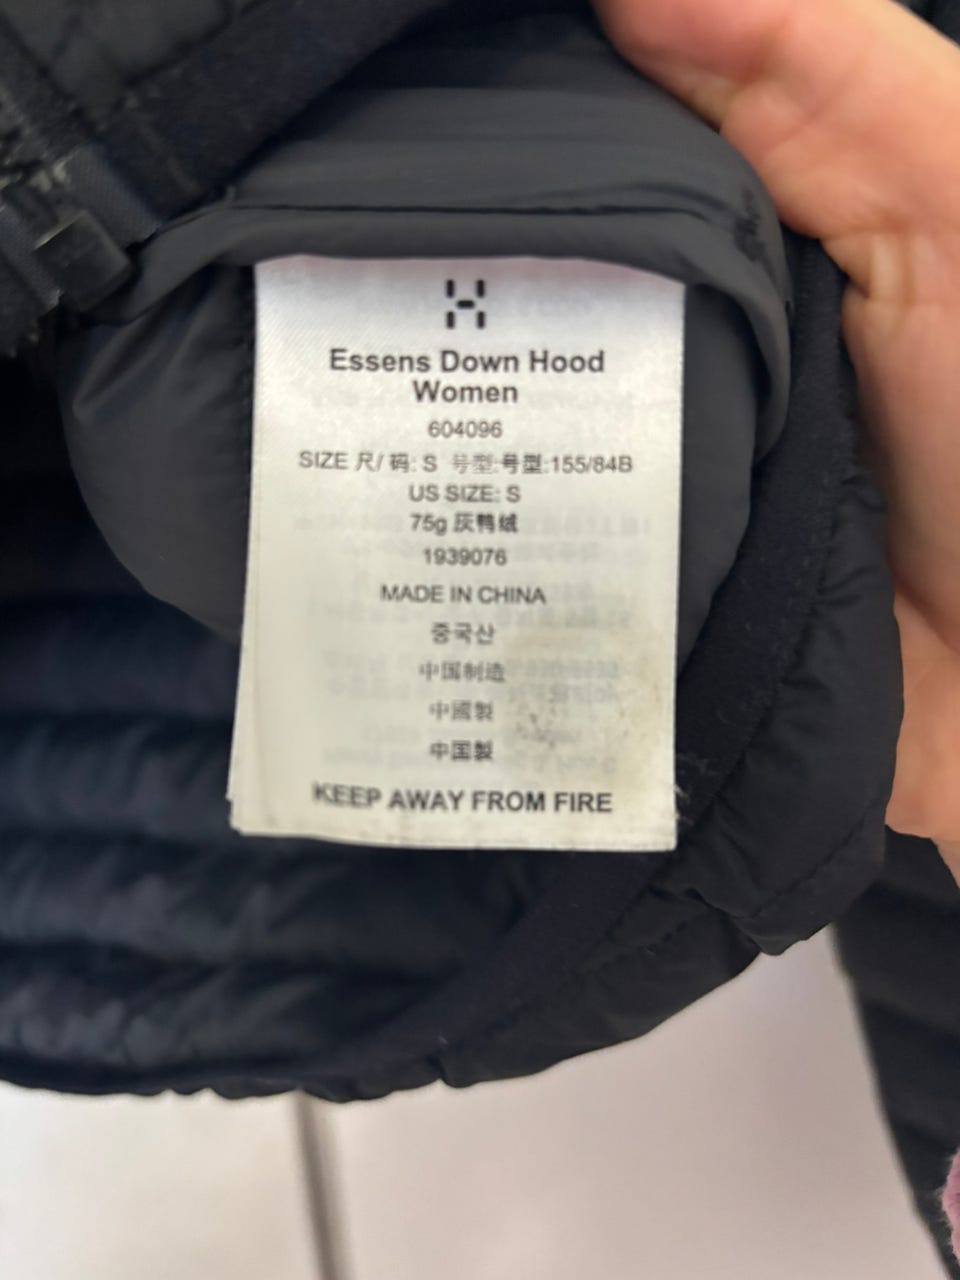 Essens Down Hood
Women
604096
SIZE 尺/ 码: S 号型:号型:155/84B
US SIZE: S
75g 灰鸭绒
1939076
MADE IN CHINA
중국산
中国制造
中國製
中国製
KEEP AWAY FROM FIRE